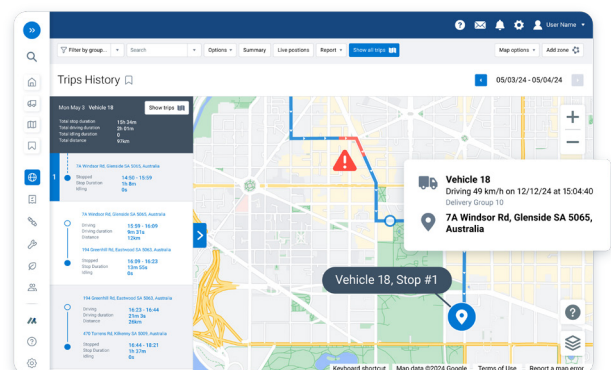 User Name
Filter by group...
Search
Options
Summary
Live positions
Report
Show all trips
Map options
Add zone
Trips History
05/03/24 - 05/04/24
Mon May 3 Vehicle 18
Show trips
Total stop duration 15h 34m
Total driving duration 2h 01m
Total idling duration 0
Total distance 97km
1
7A Windsor RE, Glenside SA 5065, Australia
Stopped 14:50 - 15:59
Stop Duration 1h 8m
Idling 0s
7A Windsor RE, Glenside SA 5065, Australia
Driving 15:59 - 16:09
Driving duration 9m 31s
Distance 12km
194 Greenhill Rd, Eastwood SA 5063, Australia
Stopped 16:09 - 16:23
Stop Duration 13m 55s
Idling 0s
194 Greenhill Rd, Eastwood SA 5063, Australia
Driving 16:23 - 16:44
Driving duration 21m 3s
Distance 26km
470 Torrens Rd, Kilkenny SA 5009, Australia
Stopped 16:44 - 18:21
Stop Duration 1h 37m
Idling 0s
Vehicle 18
Driving 49 km/h on 12/12/24 at 15:04:40
Delivery Group 10
7A Windsor Rd, Glenside SA 5065,
Australia
Vehicle 18, Stop #1
Keyboard shortcut
Map data ©2024 Google
Terms of Use
Report a map error